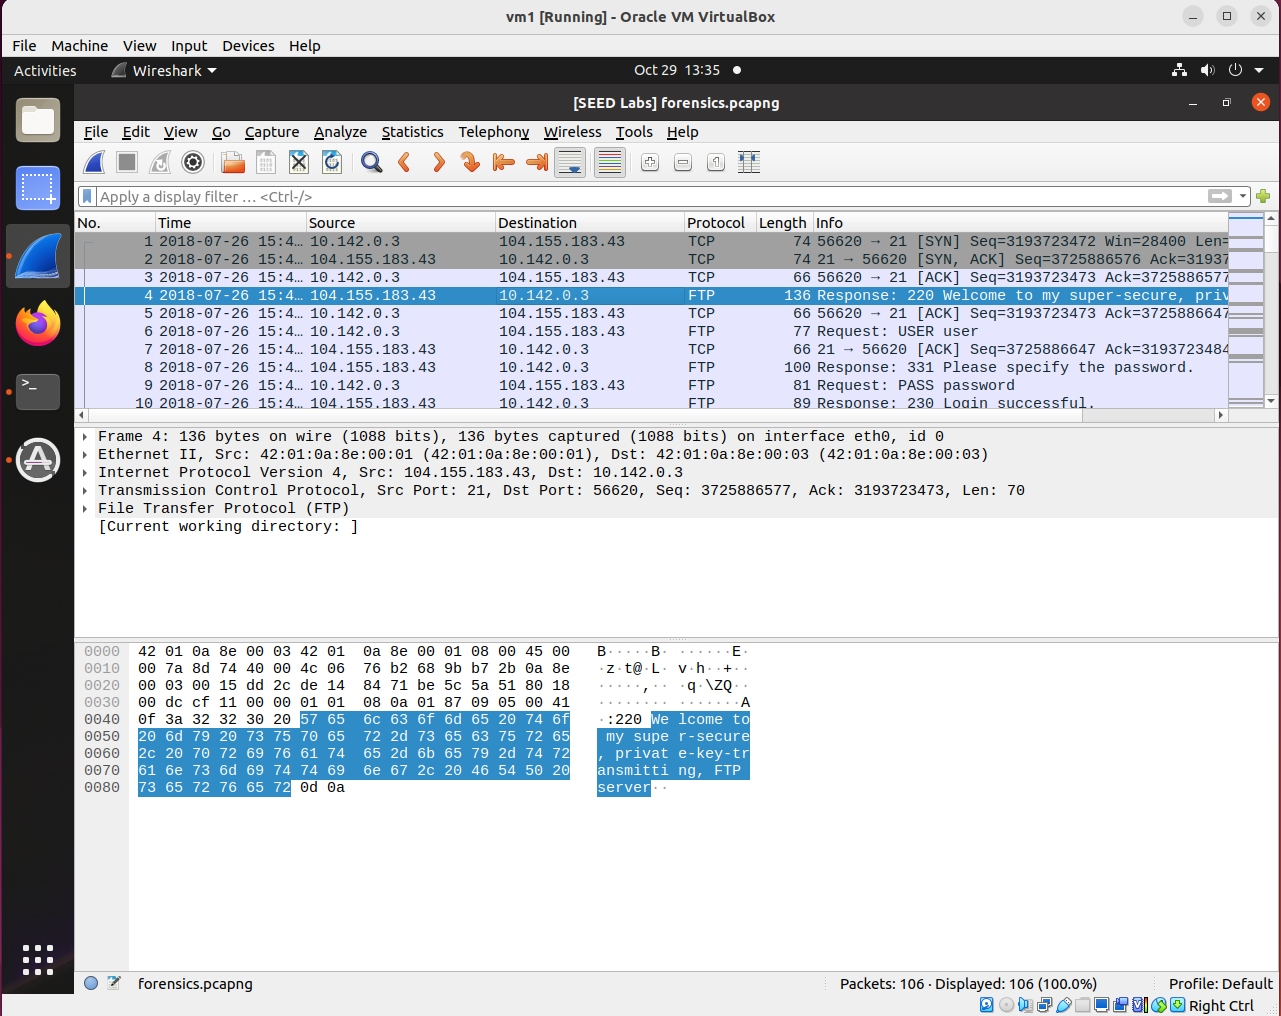 vm1 [Running] - Oracle VM VirtualBox
File Machine View Input Devices Help
Activities Wireshark Oct 29 13:35
[SEED Labs] forensics.pcapng
File Edit View Go Capture Analyze Statistics Telephony Wireless Tools Help
Apply a display filter … <Ctrl-/>
No. Time Source Destination Protocol Length Info
1 2018-07-26 15:4… 10.142.0.3 104.155.183.43 TCP 74 56620 → 21 [SYN] Seq=3193723472 Win=28400 Len=
2 2018-07-26 15:4… 104.155.183.43 10.142.0.3 TCP 74 21 → 56620 [SYN, ACK] Seq=3725886576 Ack=31937
3 2018-07-26 15:4… 10.142.0.3 104.155.183.43 TCP 66 56620 → 21 [ACK] Seq=3193723473 Ack=3725886577
4 2018-07-26 15:4… 104.155.183.43 10.142.0.3 FTP 136 Response: 220 Welcome to my super-secure, priv
5 2018-07-26 15:4… 10.142.0.3 104.155.183.43 TCP 66 56620 → 21 [ACK] Seq=3193723473 Ack=3725886647
6 2018-07-26 15:4… 10.142.0.3 104.155.183.43 FTP 77 Request: USER user
7 2018-07-26 15:4… 104.155.183.43 10.142.0.3 TCP 66 21 → 56620 [ACK] Seq=3725886647 Ack=3193723484
8 2018-07-26 15:4… 104.155.183.43 10.142.0.3 FTP 100 Response: 331 Please specify the password.
9 2018-07-26 15:4… 10.142.0.3 104.155.183.43 FTP 81 Request: PASS password
10 2018-07-26 15:4… 104.155.183.43 10.142.0.3 FTP 89 Response: 230 Login successful.
Frame 4: 136 bytes on wire (1088 bits), 136 bytes captured (1088 bits) on interface eth0, id 0
Ethernet II, Src: 42:01:0a:8e:00:01 (42:01:0a:8e:00:01), Dst: 42:01:0a:8e:00:03 (42:01:0a:8e:00:03)
Internet Protocol Version 4, Src: 104.155.183.43, Dst: 10.142.0.3
Transmission Control Protocol, Src Port: 21, Dst Port: 56620, Seq: 3725886577, Ack: 3193723473, Len: 70
File Transfer Protocol (FTP)
[Current working directory: ]
0000 42 01 0a 8e 00 03 42 01 0a 8e 00 01 08 00 45 00 B·····B· ······E·
0010 00 7a 8d 74 40 00 4c 06 76 b2 68 9b b7 2b 0a 8e ·z·t@·L· v·h··+··
0020 00 03 00 15 dd 2c de 14 84 71 be 5c 5a 51 80 18 ·····,·· ·q·\ZQ··
0030 00 dc cf 11 00 00 01 01 08 0a 01 87 09 05 00 41 ········ ·······A
0040 0f 3a 32 32 30 20 57 65 6c 63 6f 6d 65 20 74 6f ·:220 We lcome to
0050 20 6d 79 20 73 75 70 65 72 2d 73 65 63 75 72 65 my supe r-secure
0060 2c 20 70 72 69 76 61 74 65 2d 6b 65 79 2d 74 72 , privat e-key-tr
0070 61 6e 73 6d 69 74 74 69 6e 67 2c 20 46 54 50 20 ansmitti ng, FTP
0080 73 65 72 76 65 72 0d 0a server··
forensics.pcapng Packets: 106 · Displayed: 106 (100.0%) Profile: Default
Right Ctrl